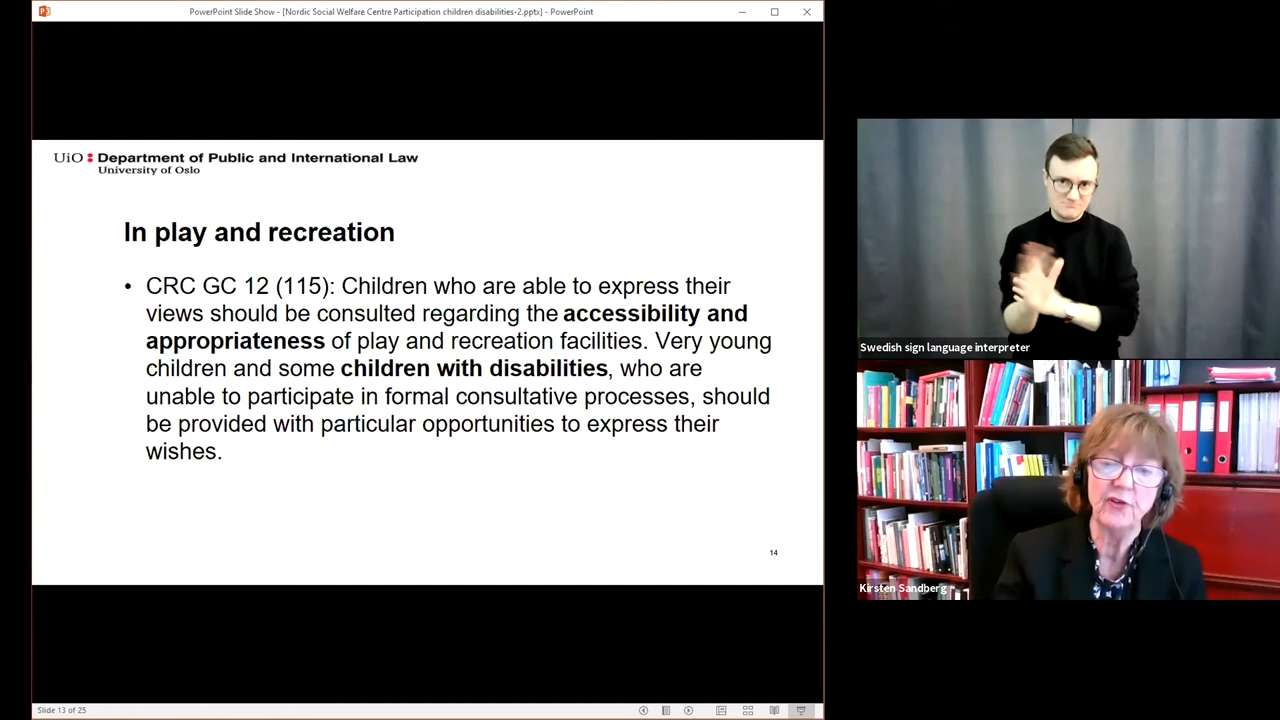 PowerPoint Slide Show - [Nordic Social Welfare Centre Participation children disabilities-2.pptx] - PowerPoint
UiO Department of Public and International Law
University of Oslo
In play and recreation
• CRC GC 12 (115): Children who are able to express their
views should be consulted regarding the accessibility and
appropriateness of play and recreation facilities. Very young
children and some children with disabilities, who are
unable to participate in formal consultative processes, should
be provided with particular opportunities to express their
wishes.
14
Slide 13 of 25
Swedish sign language interpreter
Kirsten Sandberg